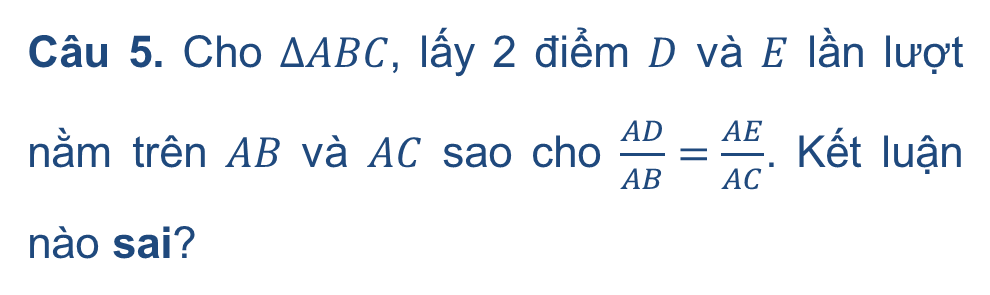 Câu 5. Cho ΔABC, lấy 2 điểm D và E lần lượt
nằm trên AB và AC sao cho AD/AB = AE/AC. Kết luận
nào sai?